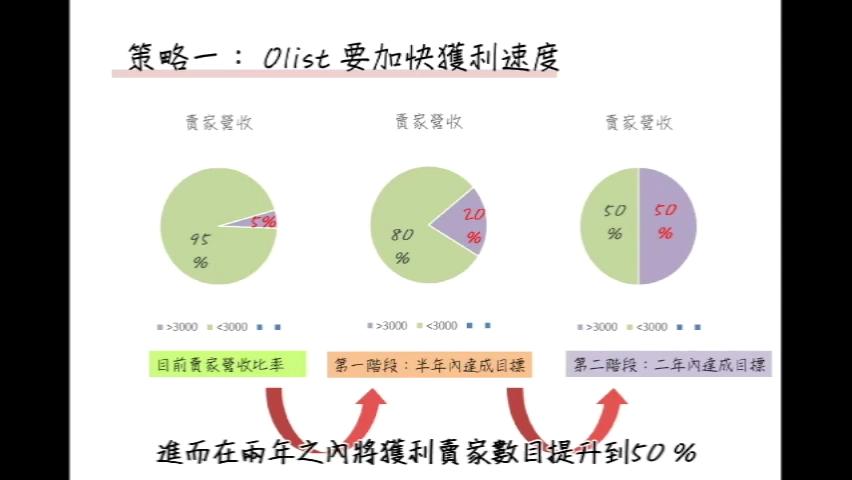 策略一： Olist 要加快獲利速度
賣家營收
95
%
5%
>3000 <3000
目前賣家營收比率
賣家營收
80
%
20
%
>3000 <3000
第一階段：半年內達成目標
賣家營收
50
%
50
%
>3000 <3000
第二階段：二年內達成目標
進而在兩年之內將獲利賣家數目提升到50 %